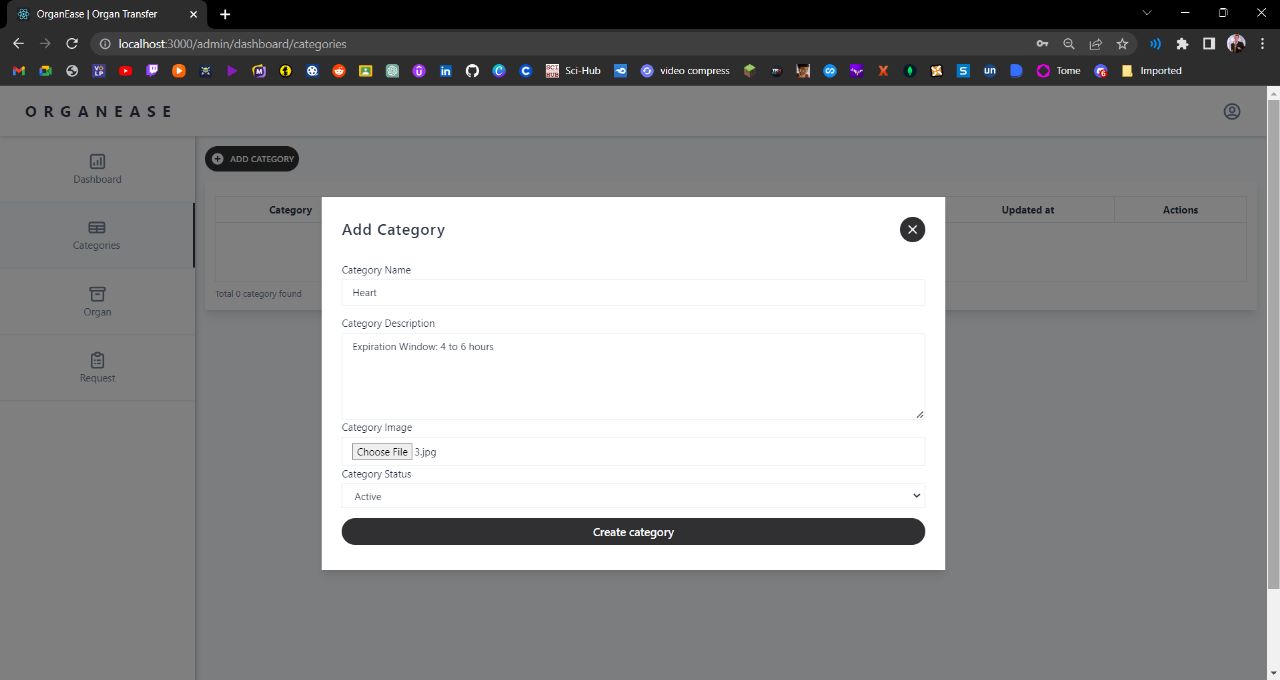 OrganEase | Organ Transfer
localhost:3000/admin/dashboard/categories
Sci-Hub
video compress
Tome
Imported
ORGANEASE
Dashboard
ADD CATEGORY
Category
Updated at
Actions
Categories
Total 0 category found
Organ
Request
Add Category
Category Name
Heart
Category Description
Expiration Window: 4 to 6 hours
Category Image
Choose File 3.jpg
Category Status
Active
Create category